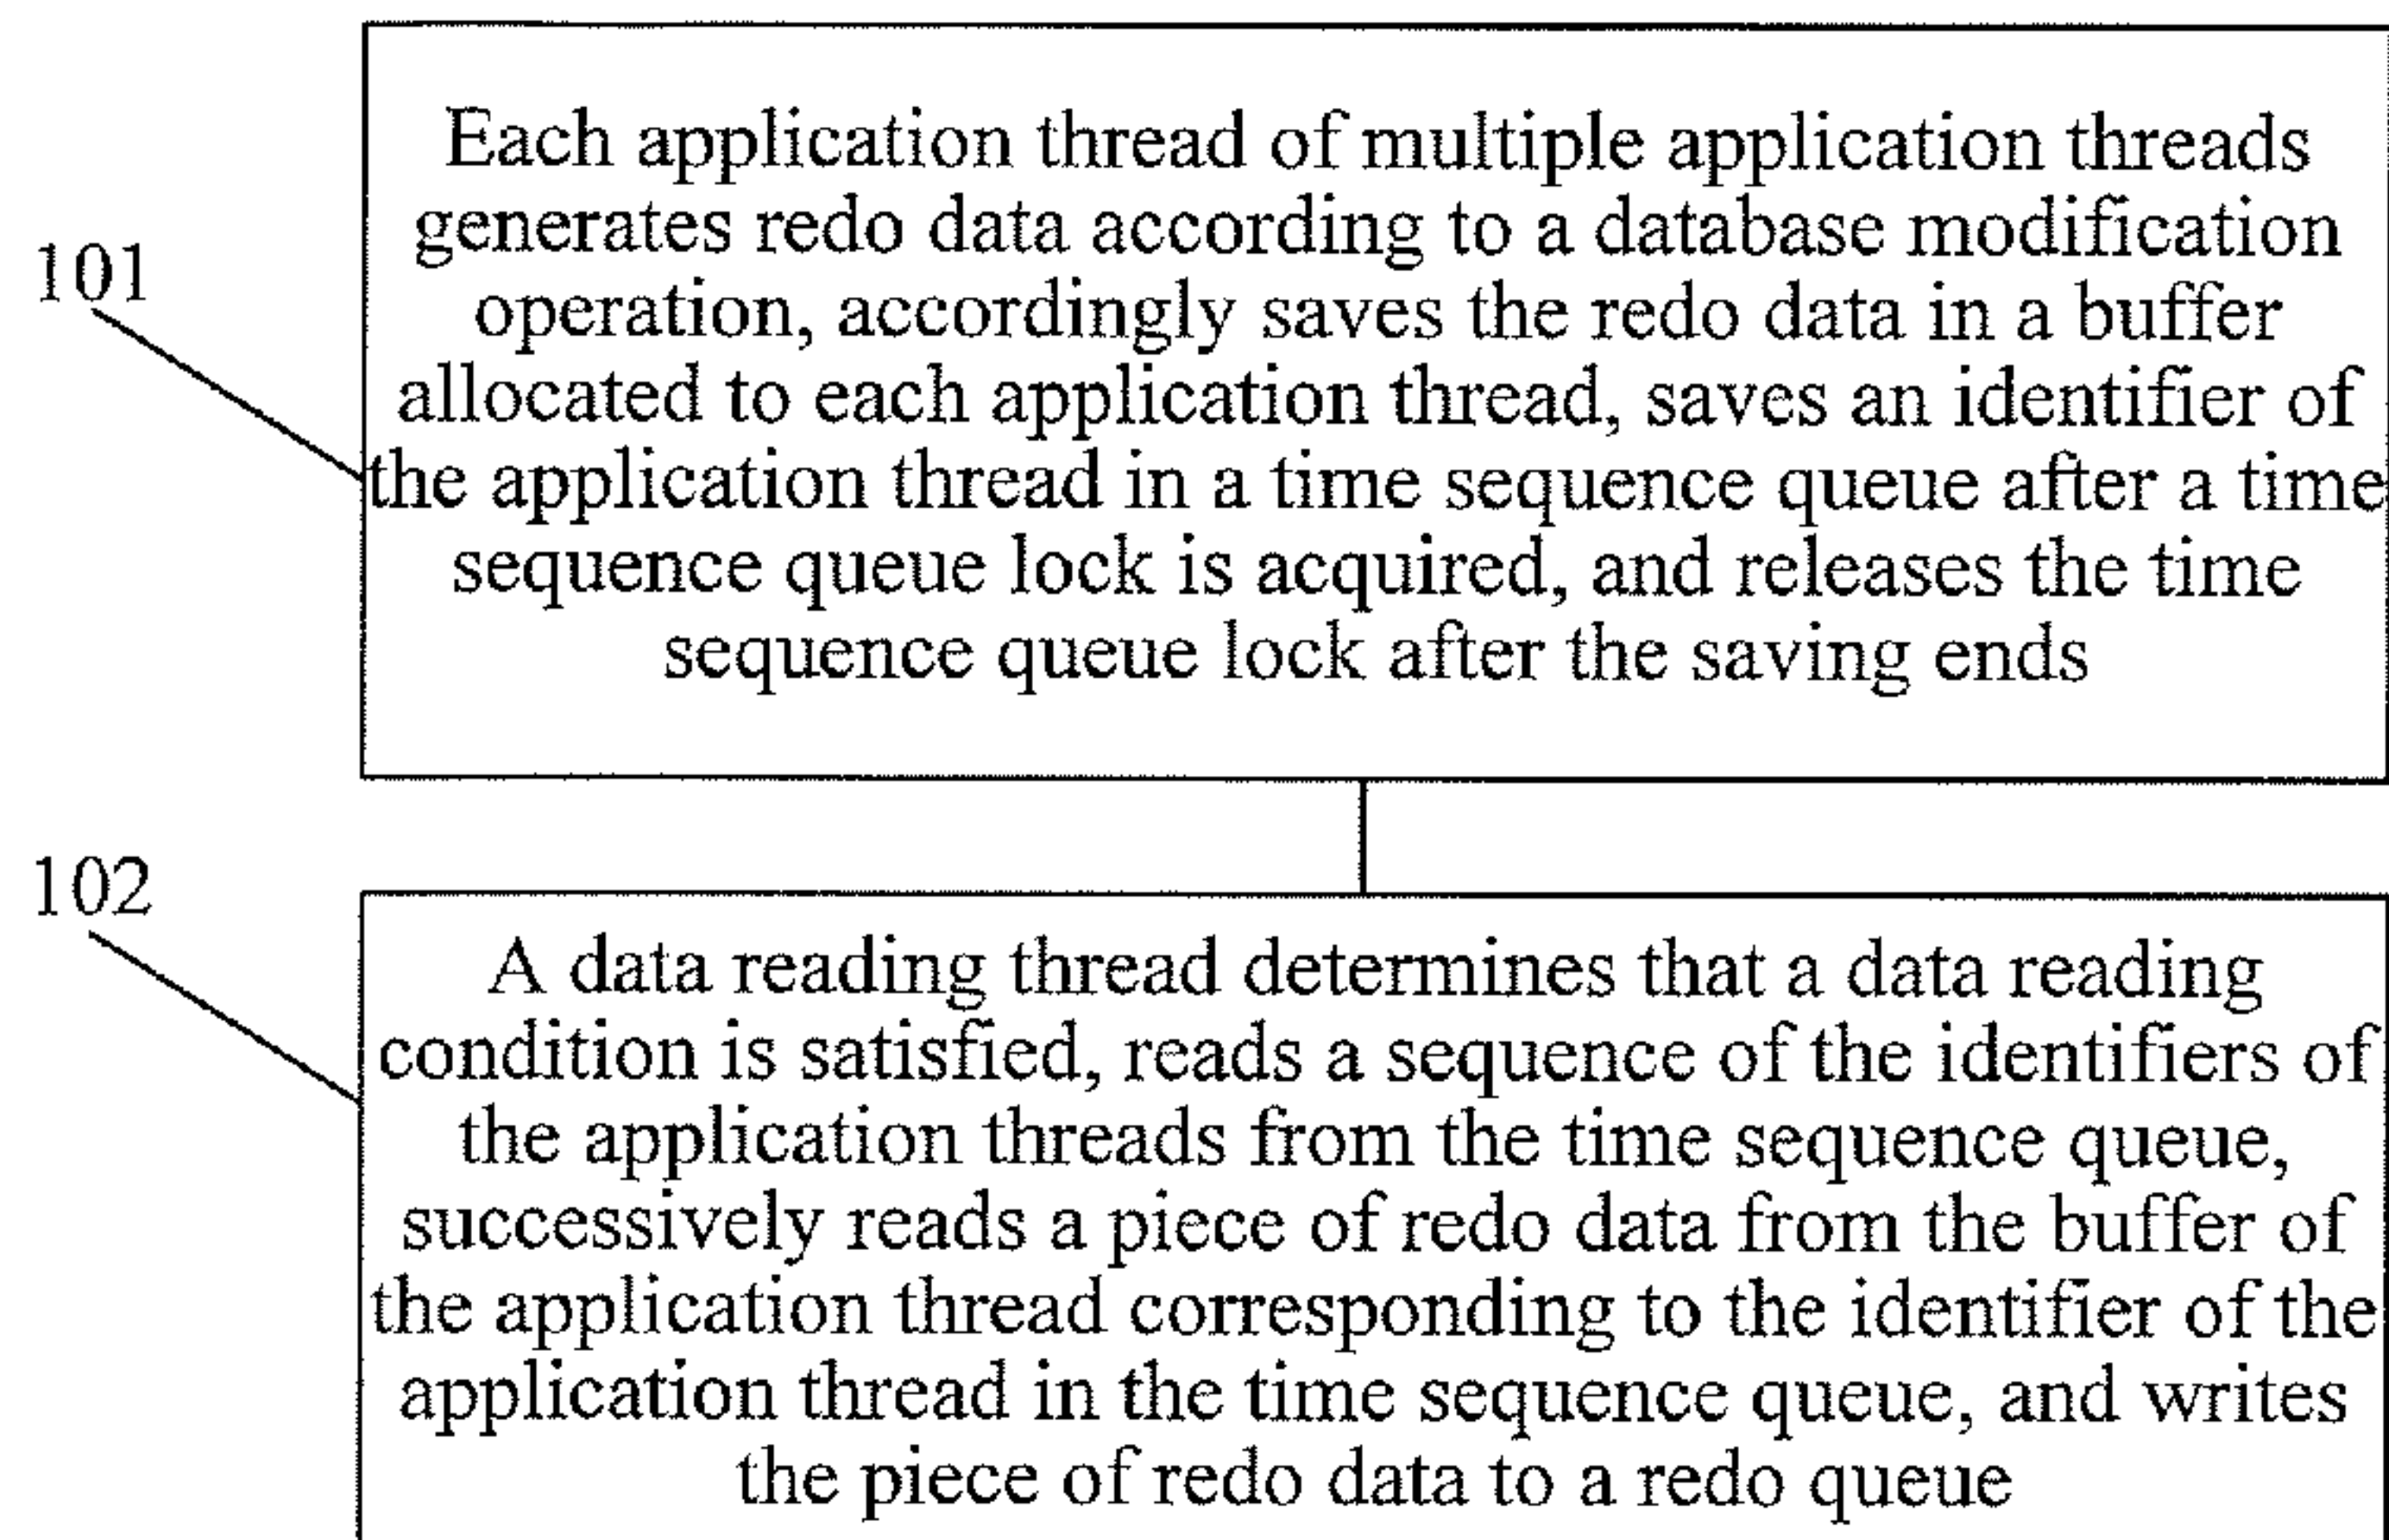 Each application thread of multiple application threads
generates redo data according to a database modification
101
operation, accordingly saves the redo data in a buffer
allocated to each application thread, saves an identifier of
the application thread in a time sequence queue after a time
sequence queue lock is acquired, and releases the time
sequence queue lock after the saving ends
102
A data reading thread determines that a data reading
condition is satisfied, reads a sequence of the identifiers of
the application threads from the time sequence queue,
successively reads a piece of redo data from the buffer of
the application thread corresponding to the identifier of the
application thread in the time sequence queue, and writes
the piece of redo data to a redo queue